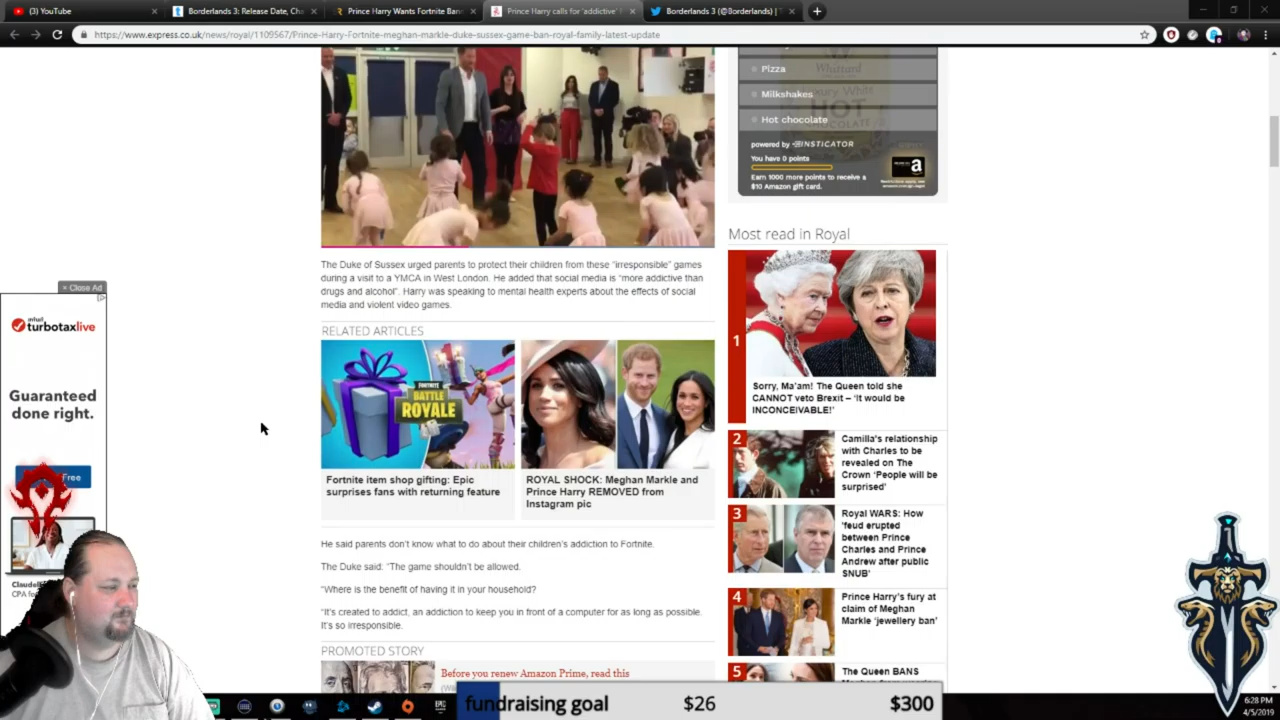 (3) YouTube
Borderlands 3: Release Date, Che
Prince Harry Wants Fortnite Ban
Prince Harry calls for 'addictive'
Borderlands 3 (@Borderlands) | T
https://www.express.co.uk/news/royal/1109567/Prince-Harry-Fortnite-meghan-markle-duke-sussex-game-ban-royal-family-latest-update
Pizza
Milkshakes
Hot chocolate
powered by INSTICATOR
You have 0 points
Earn 1000 more points to receive a
$10 Amazon gift card.
Most read in Royal
The Duke of Sussex urged parents to protect their children from these "irresponsible" games
during a visit to a YMCA in West London. He added that social media is "more addictive than
drugs and alcohol". Harry was speaking to mental health experts about the effects of social
media and violent video games.
RELATED ARTICLES
FORTNITE
BATTLE
ROYALE
Fortnite item shop gifting: Epic
surprises fans with returning feature
ROYAL SHOCK: Meghan Markle and
Prince Harry REMOVED from
Instagram pic
He said parents don't know what to do about their children's addiction to Fortnite.
The Duke said: "The game shouldn't be allowed.
"Where is the benefit of having it in your household?
"It's created to addict, an addiction to keep you in front of a computer for as long as possible.
It's so irresponsible.
PROMOTED STORY
Before you renew Amazon Prime, read this
1
Sorry, Ma'am! The Queen told she
CANNOT veto Brexit – 'It would be
INCONCEIVABLE!'
2
Camilla's relationship
with Charles to be
revealed on The
Crown 'People will be
surprised'
3
Royal WARS: How
'feud erupted
between Prince
Charles and Prince
Andrew after public
SNUB'
4
Prince Harry's fury at
claim of Meghan
Markle 'jewellery ban'
5
The Queen BANS
× Close Ad
intuit
turbotaxlive
Guaranteed
done right.
Free
Claudell
CPA fo
EPIC
fundraising goal
$26
$300
6:28 PM
4/5/2019